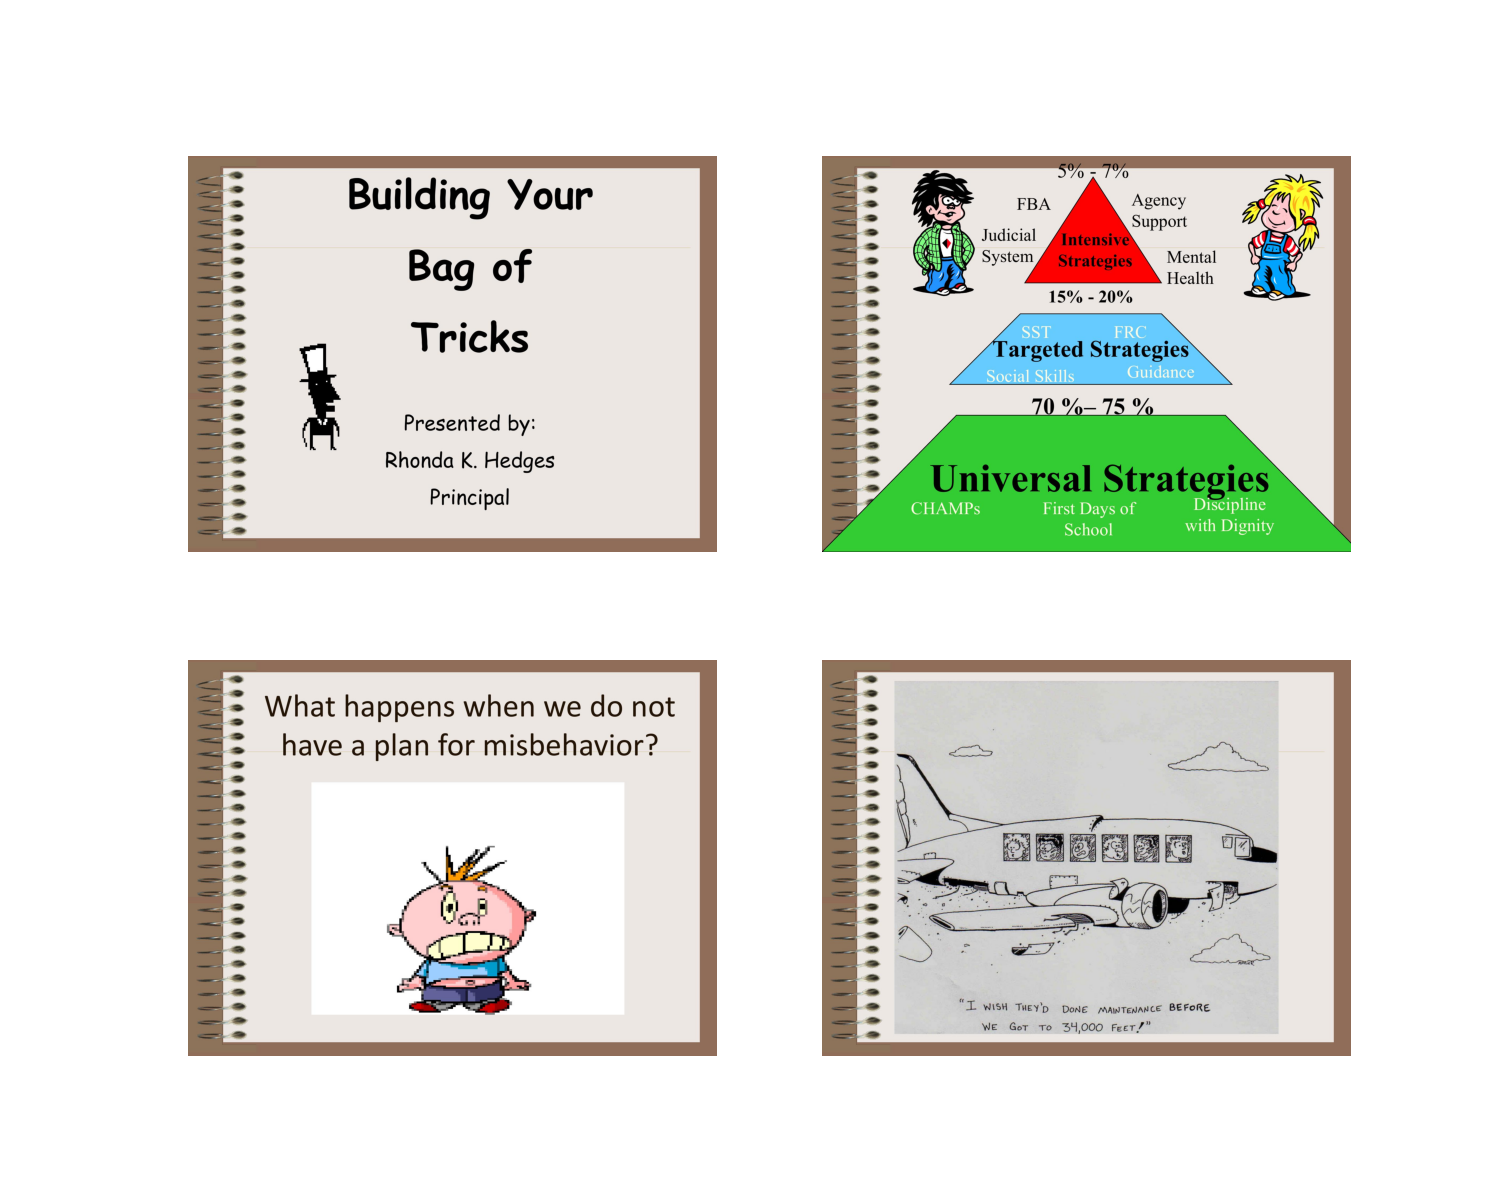 Building Your
Bag of
Tricks
Presented by:
Rhonda K. Hedges
Principal
5% - 7%
FBA
Agency
Support
Judicial
System
Intensive
Strategies
Mental
Health
15% - 20%
SST
FRC
Targeted Strategies
Social Skills
Guidance
70 %– 75 %
Universal Strategies
CHAMPs
First Days of
School
Discipline
with Dignity
What happens when we do not
have a plan for misbehavior?
"I WISH THEY'D DONE MAINTENANCE BEFORE
WE GOT TO 34,000 FEET!"